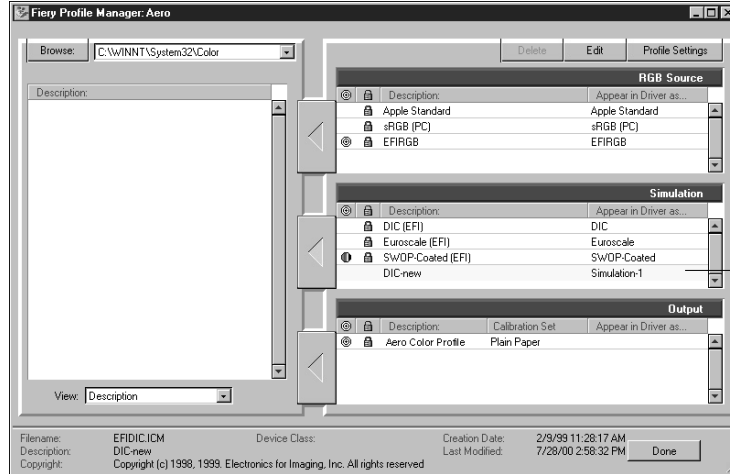 Fiery Profile Manager: Aero
Browse: C:\WINNT\System32\Color
Delete Edit Profile Settings
Description:
RGB Source
Description: Appear in Driver as...
Apple Standard Apple Standard
sRGB (PC) sRGB (PC)
EFIRGB EFIRGB
Simulation
Description: Appear in Driver as...
DIC (EFI) DIC
Euroscale (EFI) Euroscale
SWOP-Coated (EFI) SWOP-Coated
DIC-new Simulation-1
Output
Description: Calibration Set Appear in Driver as...
Aero Color Profile Plain Paper
View: Description
Filename: EFIDIC.ICM Device Class: Creation Date: 2/9/99 11:28:17 AM
Description: DIC-new Last Modified: 7/28/00 2:58:32 PM Done
Copyright: Copyright (c) 1998, 1999. Electronics for Imaging, Inc. All rights reserved